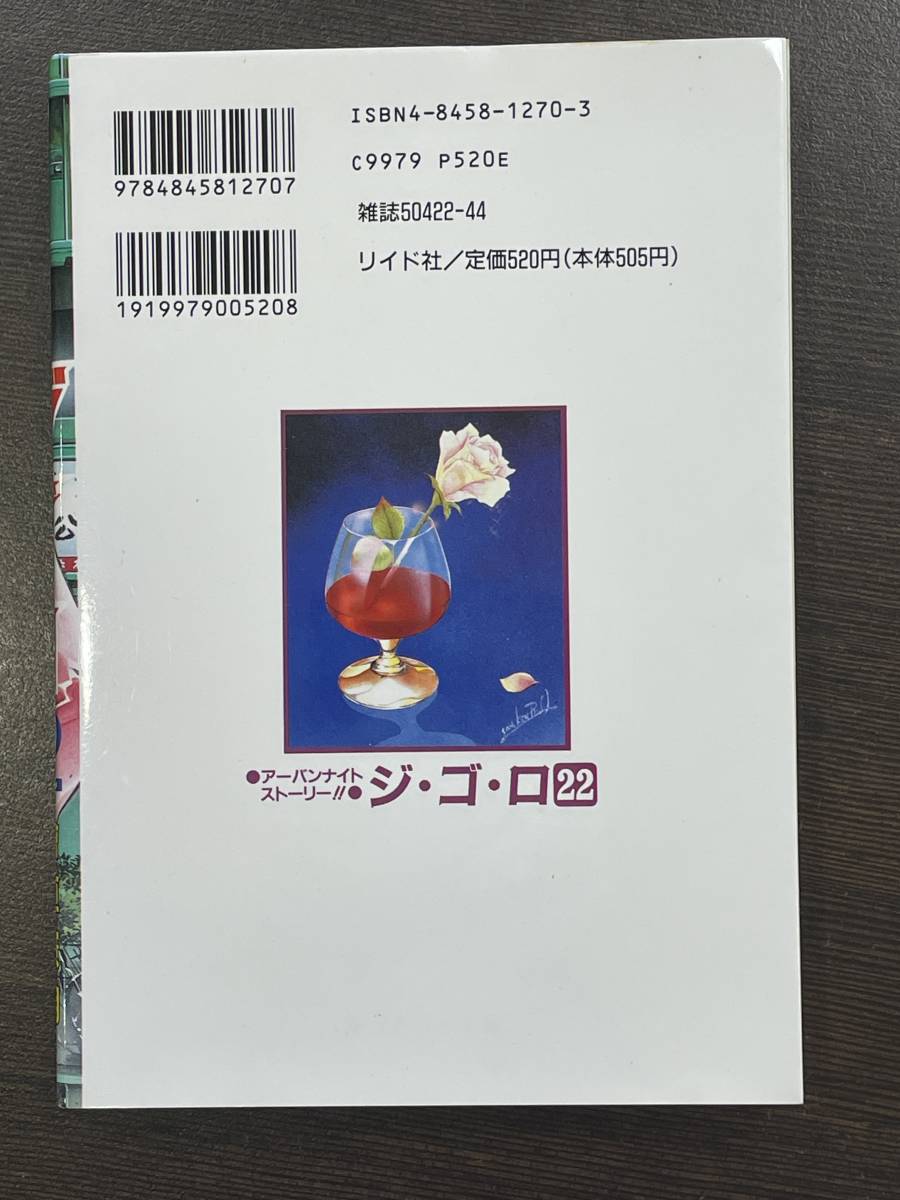 ISBN4-8458-1270-3
9784845812707
C9979 P520E
雑誌50422-44
1919979005208
リイド社／定価520円(本体505円)
●アーバンナイト
ストーリー!!●
ジ・ゴ・ロ22
公